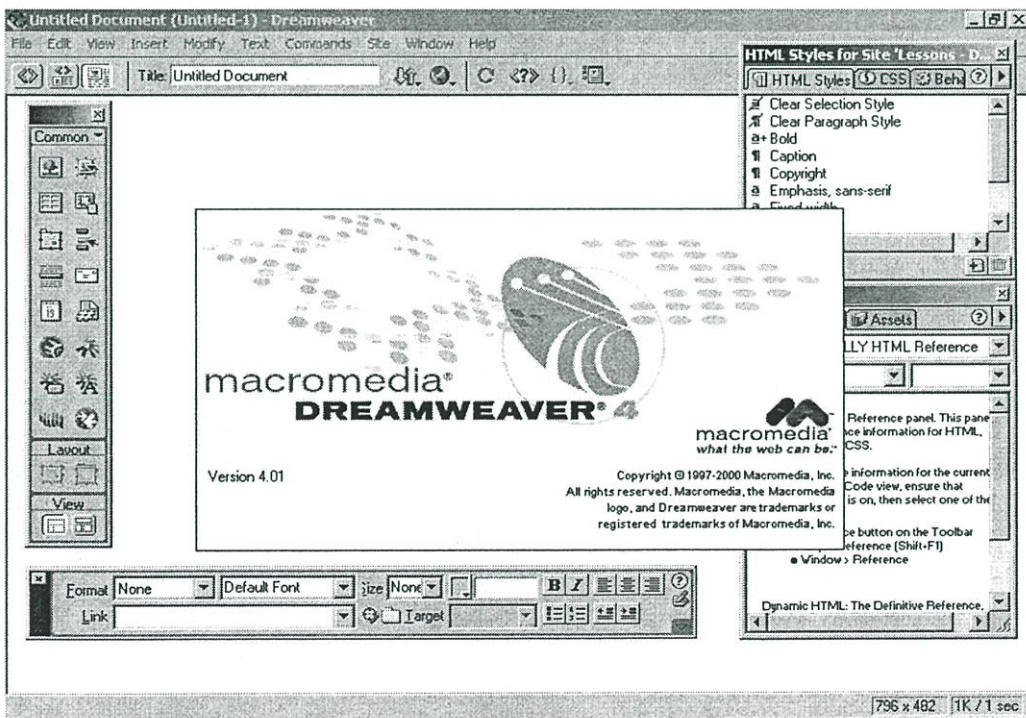 Untitled Document (Untitled-1) - Dreamweaver
File Edit View Insert Modify Text Commands Site Window Help
Title: Untitled Document
HTML Styles for Site 'Lessons - D...
HTML Styles CSS Beha
Clear Selection Style
Clear Paragraph Style
a+ Bold
¶ Caption
¶ Copyright
a Emphasis, sans-serif
a Fixed-width
Common
Layout
View
macromedia®
DREAMWEAVER® 4
Version 4.01
macromedia®
what the web can be.™
Copyright © 1997-2000 Macromedia, Inc.
All rights reserved. Macromedia, the Macromedia
logo, and Dreamweaver are trademarks or
registered trademarks of Macromedia, Inc.
Assets
LLY HTML Reference
Reference panel. This pane
ce information for HTML,
CSS.
information for the current
Code view, ensure that
is on, then select one of the
ce button on the Toolbar
eference (Shift+F1)
● Window > Reference
Dynamic HTML: The Definitive Reference,
Format None Default Font Size None B I
Link Target
796 x 482 1K / 1 sec